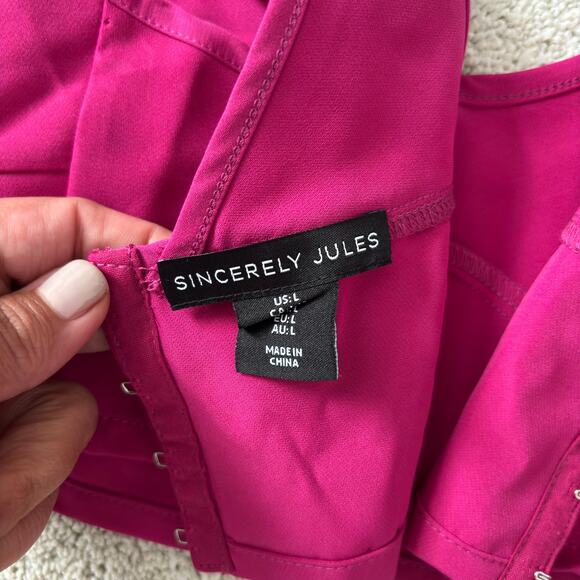 SINCERELY JULES
US:L
EU:L
AU:L
MADE IN
CHINA